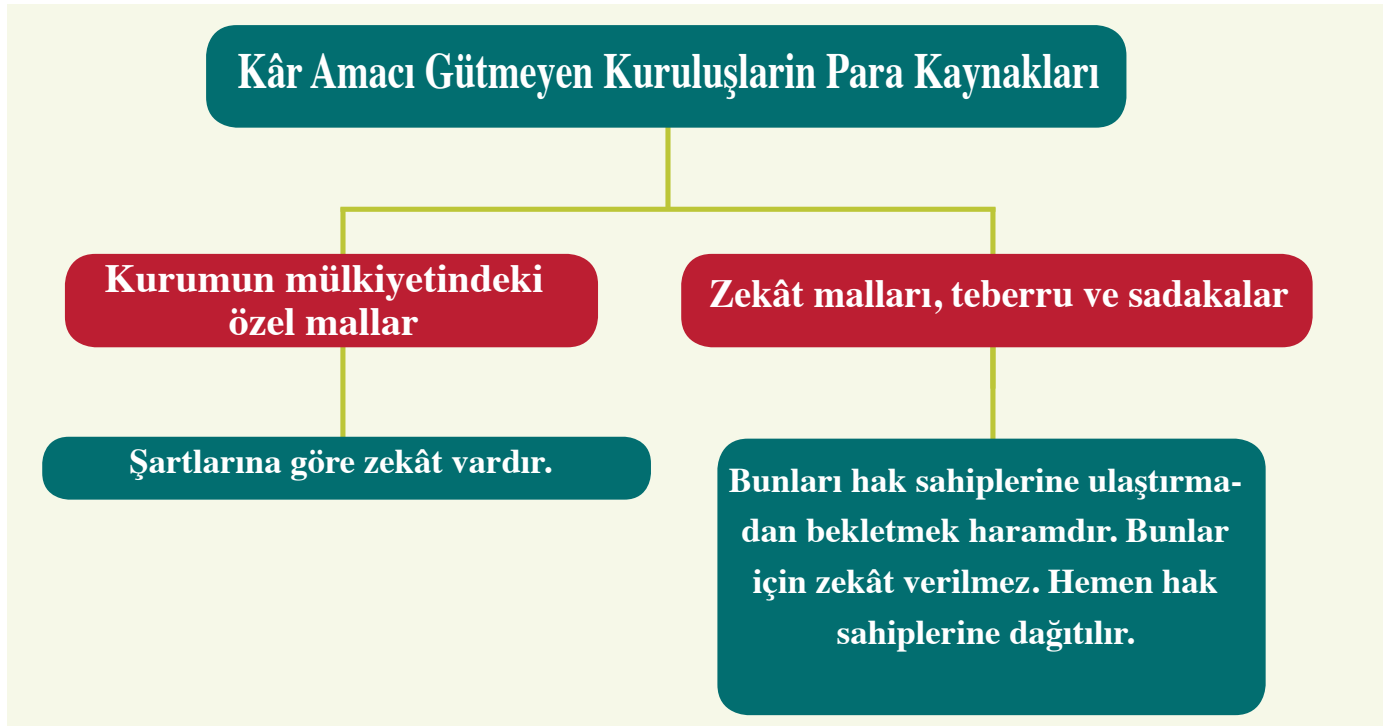 Kâr Amacı Gütmeyen Kuruluşlarin Para Kaynakları
Kurumun mülkiyetindeki
özel mallar
Şartlarına göre zekât vardır.
Zekât malları, teberru ve sadakalar
Bunları hak sahiplerine ulaştırma-
dan bekletmek haramdır. Bunlar
için zekât verilmez. Hemen hak
sahiplerine dağıtılır.